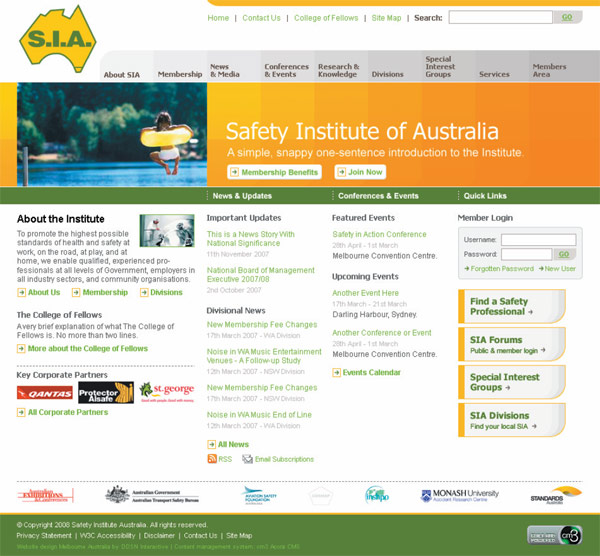 S.I.A.
Home | Contact Us | College of Fellows | Site Map | Search: GO
About SIA
Membership
News
& Media
Conferences
& Events
Research &
Knowledge
Divisions
Special
Interest
Groups
Services
Members
Area
Safety Institute of Australia
A simple, snappy one-sentence introduction to the Institute.
Membership Benefits
Join Now
News & Updates
Conferences & Events
Quick Links
About the Institute
To promote the highest possible
standards of health and safety at
work, on the road, at play, and at
home, we enable qualified, experienced pro-
fessionals at all levels of Government, employers in
all industry sectors, and community organisations.
About Us
Membership
Divisions
The College of Fellows
A very brief explanation of what The College of
Fellows is. No more than two lines.
More about the College of Fellows
Key Corporate Partners
QANTAS
Protector
Alsafe
st.george
Good with people. Good with money.
All Corporate Partners
Important Updates
This is a News Story With
National Significance
11th November 2007
National Board of Management
Executive 2007/08
2nd October 2007
Divisional News
New Membership Fee Changes
17th March 2007 - WA Division
Noise in WA Music Entertainment
Venues - A Follow-up Study
12th March 2007 - NSW Division
New Membership Fee Changes
17th March 2007 - NSW Division
Noise in WA Music End of Line
12th March 2007 - WA Division
All News
RSS
Email Subscriptions
Featured Events
Safety in Action Conference
28th April - 1st March
Melbourne Convention Centre.
Upcoming Events
Another Event Here
17th March - 21st March
Darling Harbour, Sydney.
Another Conference or Event
28th April - 1st March
Melbourne Convention Centre.
Events Calendar
Member Login
Username:
Password: GO
Forgotten Password
New User
Find a Safety
Professional
SIA Forums
Public & member login
Special Interest
Groups
SIA Divisions
Find your local SIA
Australian
EXHIBITIONS
& Conferences
Australian Government
Australian Transport Safety Bureau
AVIATION SAFETY
FOUNDATION
MONASH University
Accident Research Centre
STANDARDS
© Copyright 2008 Safety Institute Australia. All rights reserved.
Privacy Statement | W3C Accessibility | Disclaimer | Contact Us | Site Map
Website design Melbourne Australia by DDSN Interactive | Content management system: cm3 Acora CMS
cm3